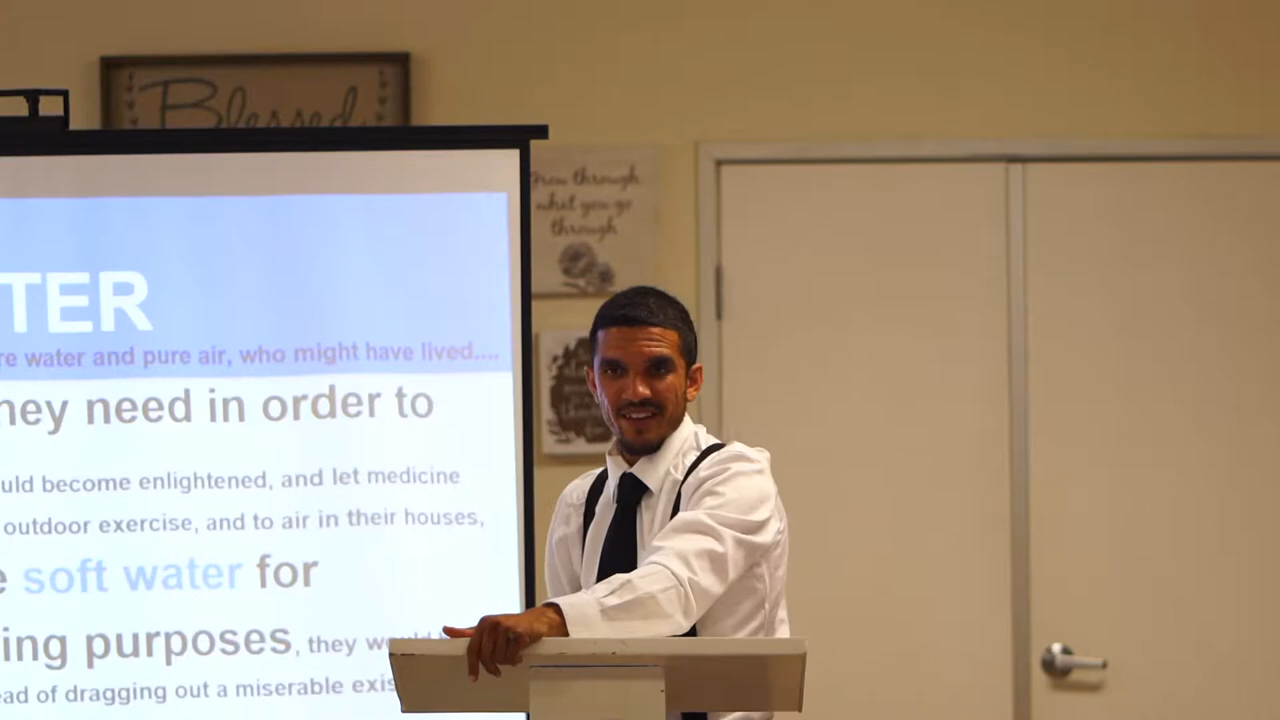 Blessed
Grow through
what you go
through
TER
re water and pure air, who might have lived....
hey need in order to
uld become enlightened, and let medicine
outdoor exercise, and to air in their houses,
e soft water for
ing purposes, they would
ead of dragging out a miserable exis